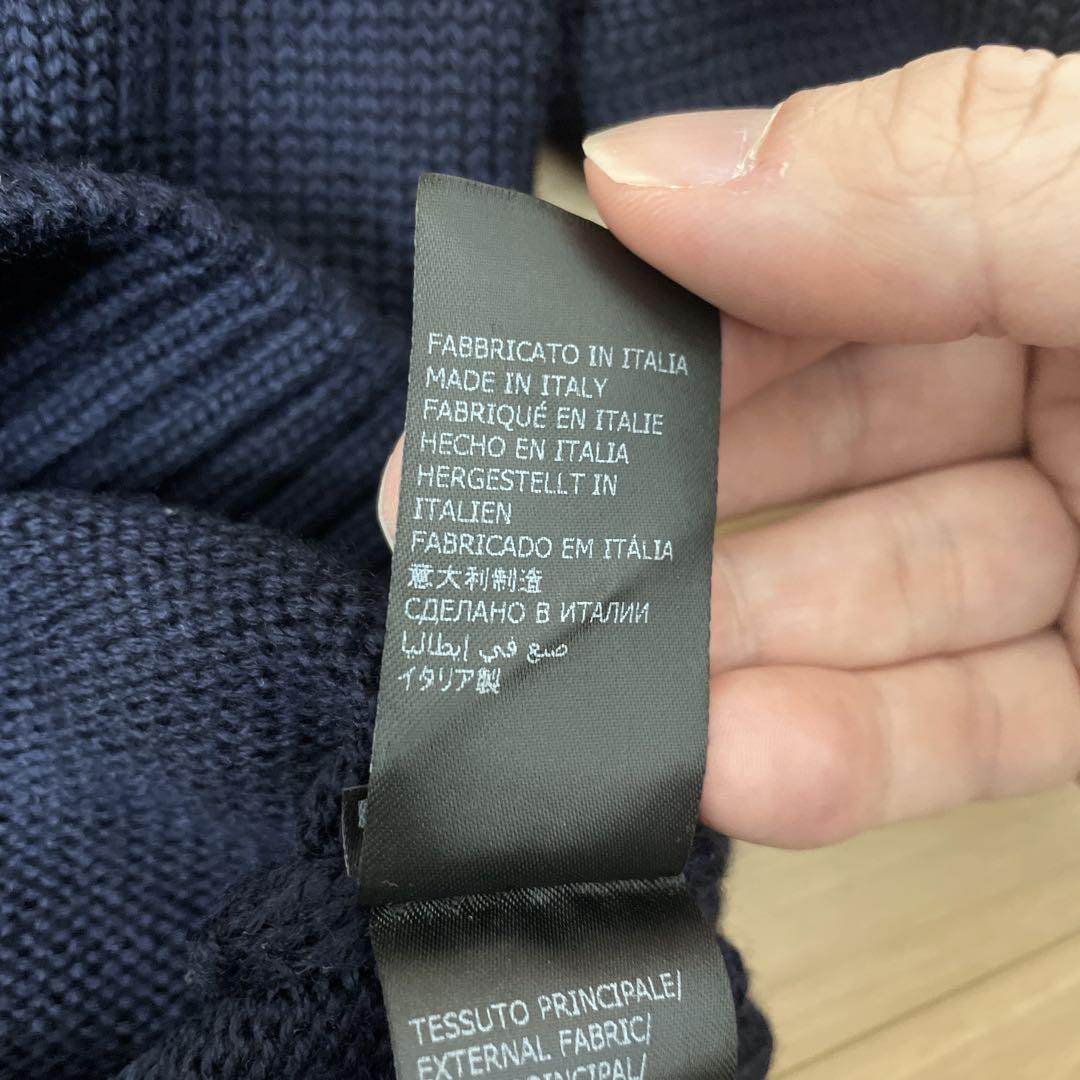 FABBRICATO IN ITALIA
MADE IN ITALY
FABRIQUÉ EN ITALIE
HECHO EN ITALIA
HERGESTELLT IN
ITALIEN
FABRICADO EM ITÁLIA
意大利制造
СДЕЛАНО В ИТАЛИИ
صنع في إيطاليا
イタリア製
TESSUTO PRINCIPALE/
EXTERNAL FABRIC/
PRINCIPAL/